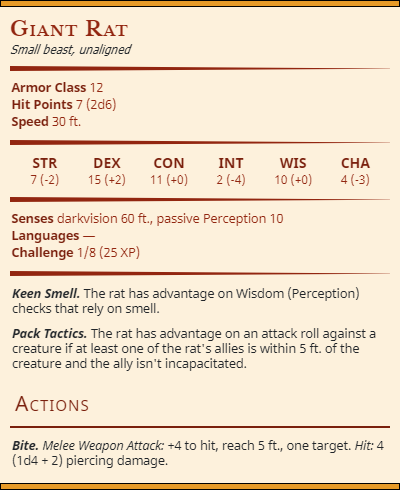 Giant Rat
Small beast, unaligned
Armor Class 12
Hit Points 7 (2d6)
Speed 30 ft.
STR DEX CON INT WIS CHA
7 (-2) 15 (+2) 11 (+0) 2 (-4) 10 (+0) 4 (-3)
Senses darkvision 60 ft., passive Perception 10
Languages —
Challenge 1/8 (25 XP)
Keen Smell. The rat has advantage on Wisdom (Perception)
checks that rely on smell.
Pack Tactics. The rat has advantage on an attack roll against a
creature if at least one of the rat's allies is within 5 ft. of the
creature and the ally isn't incapacitated.
Actions
Bite. Melee Weapon Attack: +4 to hit, reach 5 ft., one target. Hit: 4
(1d4 + 2) piercing damage.